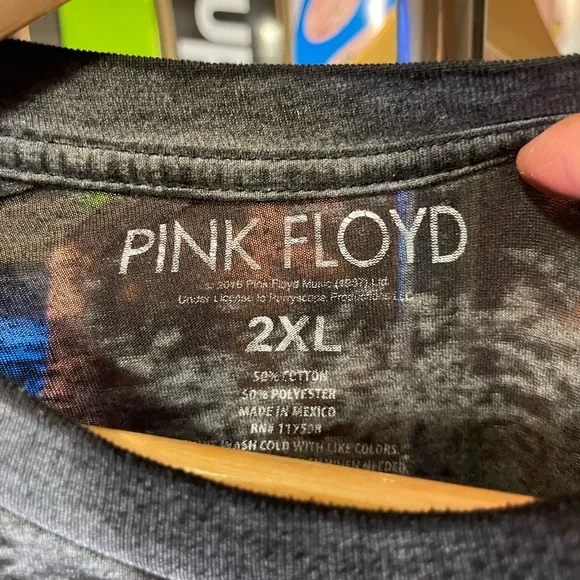 PINK FLOYD
© 2016 Pink Floyd Music (1987) Ltd.
Under License to Perryscope Productions LLC
2XL
50% COTTON
50% POLYESTER
MADE IN MEXICO
RN#
WASH COLD WITH LIKE COLORS.
NEEDED